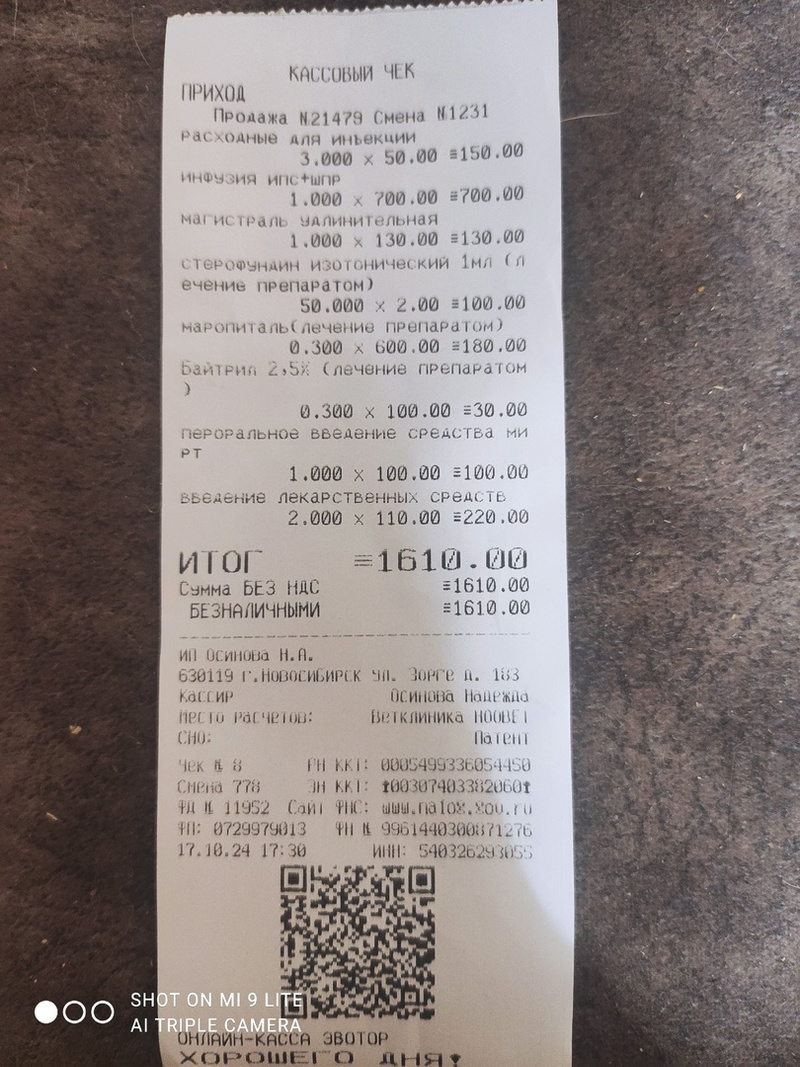 КАССОВЫЙ ЧЕК
ПРИХОД
Продажа №21479 Смена №1231
РАСХОДНЫЕ ДЛЯ ИНЪЕКЦИИ
3.000 x 50.00 ≡150.00
ИНФУЗИЯ ИПС+ШПР
1.000 x 700.00 ≡700.00
МАГИСТРАЛЬ УДЛИНИТЕЛЬНАЯ
1.000 x 130.00 ≡130.00
СТЕРОФУНДИН ИЗОТОНИЧЕСКИЙ 1МЛ (Л
ЕЧЕНИЕ ПРЕПАРАТОМ)
50.000 x 2.00 ≡100.00
МАРОПИТАЛЬ(ЛЕЧЕНИЕ ПРЕПАРАТОМ)
0.300 x 600.00 ≡180.00
Байтрил 2,5% (лечение препаратом
)
0.300 x 100.00 ≡30.00
ПЕРОРАЛЬНОЕ ВВЕДЕНИЕ СРЕДСТВА МИ
РТ
1.000 x 100.00 ≡100.00
ВВЕДЕНИЕ ЛЕКАРСТВЕННЫХ СРЕДСТВ
2.000 x 110.00 ≡220.00
ИТОГ ≡1610.00
Сумма БЕЗ НДС ≡1610.00
БЕЗНАЛИЧНЫМИ ≡1610.00
ИП Осинова Н.А.
630119 г.Новосибирск ул. Зорге д. 183
Кассир Осинова Надежда
Место расчетов: Ветклиника
СНО: Патент
Чек № 8 РН ККТ: 0005499336054450
Смена 778 ЗН ККТ: 00307403382060
ФД № 11952 Сайт ФНС: www.nalog.gov.ru
ФП: 0729979013 ФН № 9961440300871276
17.10.24 17:30 ИНН: 540326293055
ОНЛАЙН-КАССА ЭВОТОР
ХОРОШЕГО ДНЯ!
SHOT ON MI 9 LITE
AI TRIPLE CAMERA